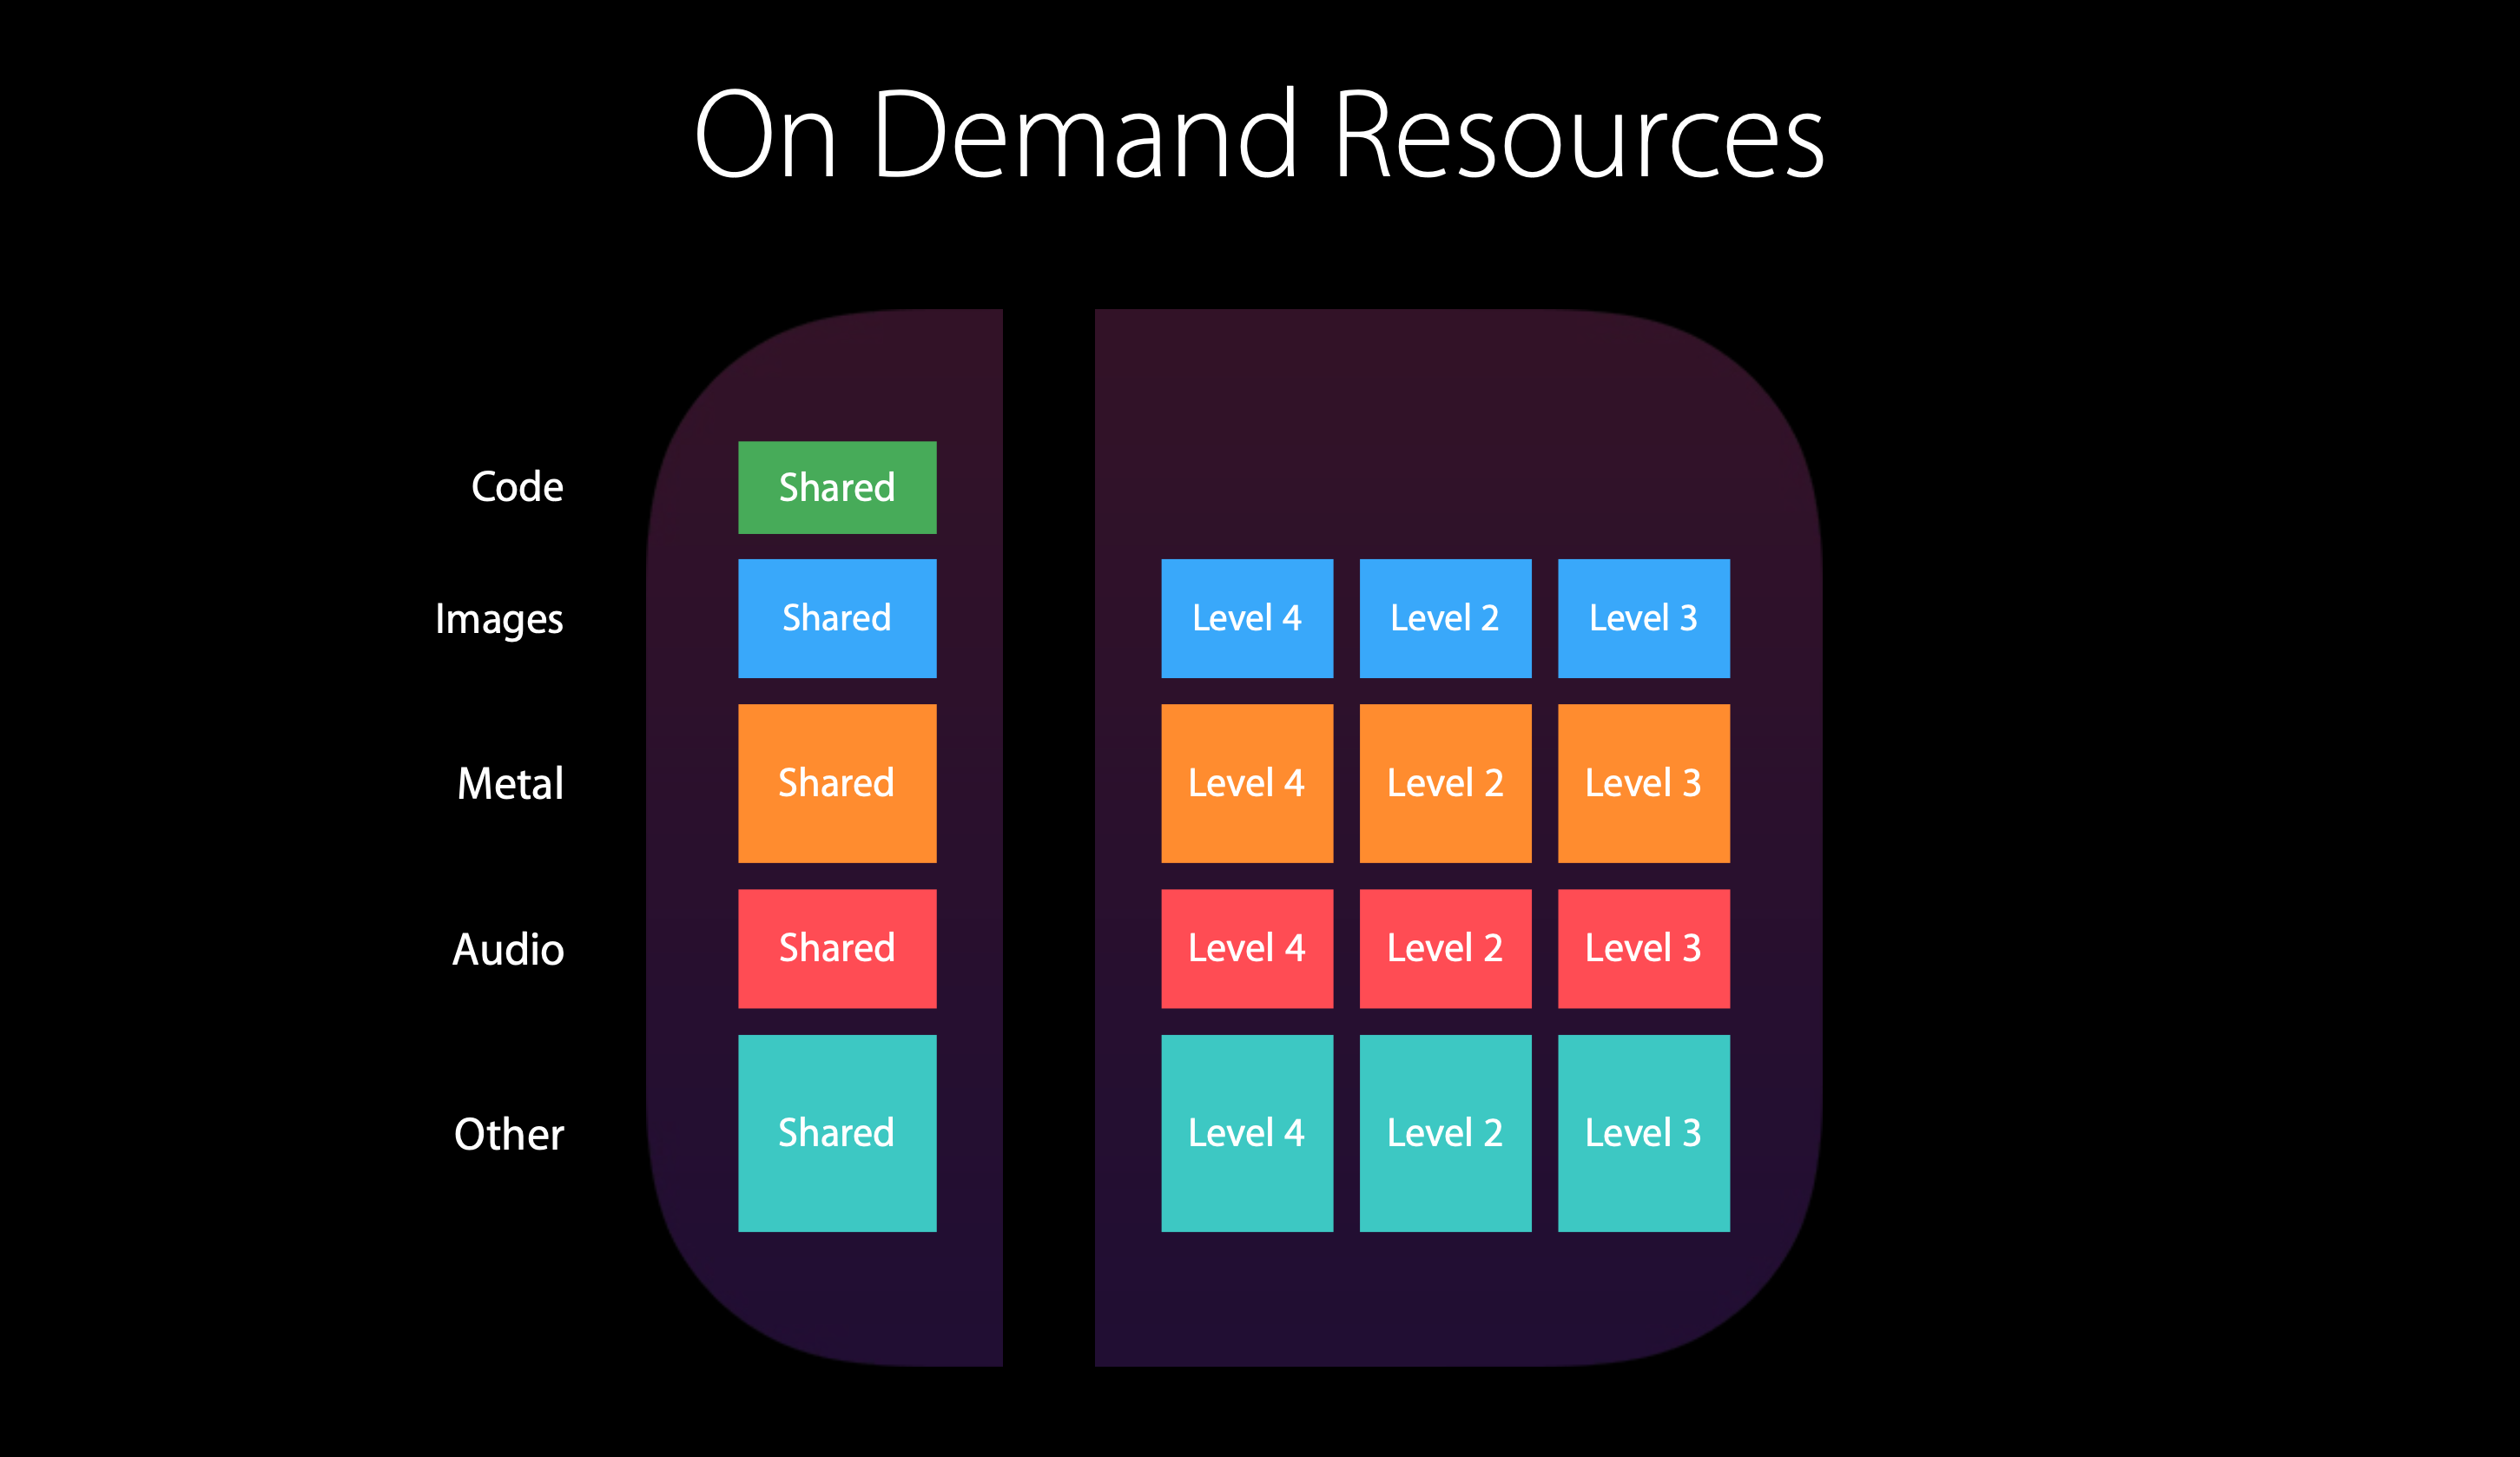 On Demand Resources
Code Shared
Images Shared Level 4 Level 2 Level 3
Metal Shared Level 4 Level 2 Level 3
Audio Shared Level 4 Level 2 Level 3
Other Shared Level 4 Level 2 Level 3